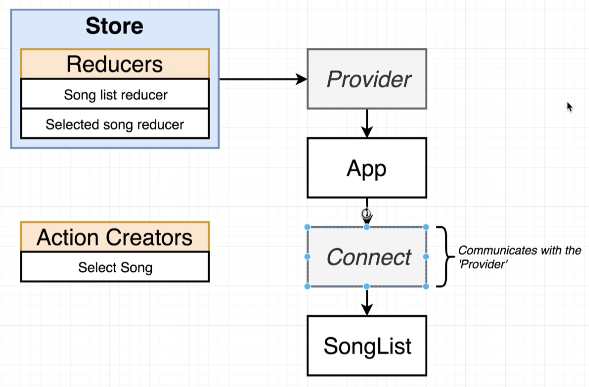 Store
Reducers
Song list reducer
Selected song reducer
Provider
App
Action Creators
Select Song
Connect
Communicates with the
'Provider'
SongList